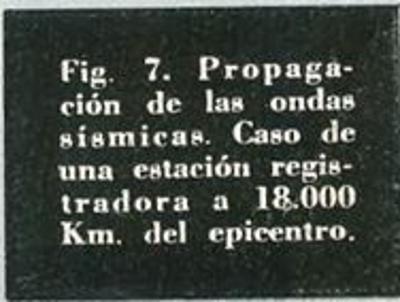 Fig. 7. Propaga-
ción de las ondas
sísmicas. Caso de
una estación regis-
tradora a 18.000
Km. del epicentro.